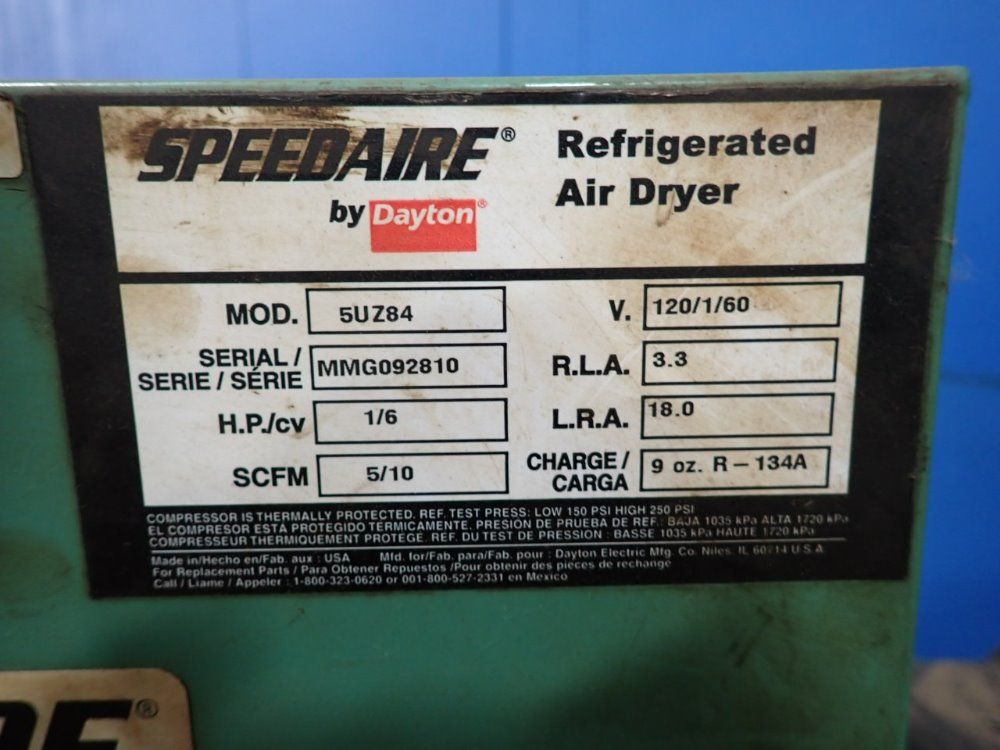 SPEEDAIRE® Refrigerated
by Dayton® Air Dryer
MOD. 5UZ84 V. 120/1/60
SERIAL /
SERIE / SÉRIE MMG092810 R.L.A. 3.3
H.P./cv 1/6 L.R.A. 18.0
SCFM 5/10 CHARGE /
CARGA 9 oz. R – 134A
COMPRESSOR IS THERMALLY PROTECTED. REF. TEST PRESS: LOW 150 PSI HIGH 250 PSI
EL COMPRESOR ESTA PROTEGIDO TERMICAMENTE. PRESIÓN DE PRUEBA DE REF.: BAJA 1035 kPa ALTA 1720 kPa
COMPRESSEUR THERMIQUEMENT PROTEGE. REF. DU TEST DE PRESSION : BASSE 1035 kPa HAUTE 1720 kPa
Made in/Hecho en/Fab. aux : USA Mfd. for/Fab. para/Fab. pour : Dayton Electric Mfg. Co. Niles, IL 60714 U.S.A
For Replacement Parts / Para Obtener Repuestos /Pour obtenir des pieces de rechange
Call / Llame / Appeler : 1-800-323-0620 or 001-800-527-2331 en Mexico
RE®